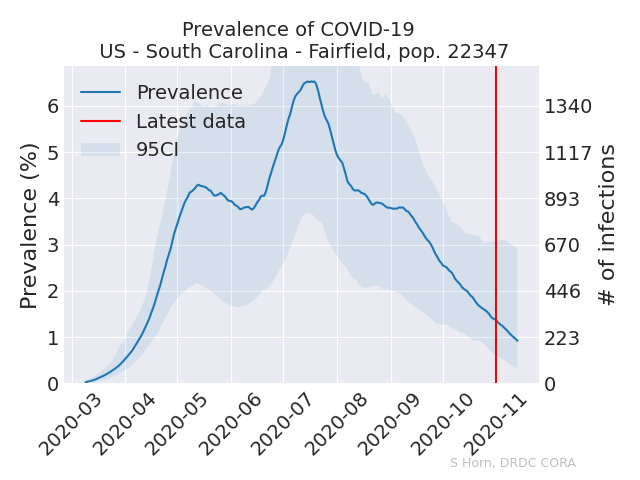 Prevalence of COVID-19
US - South Carolina - Fairfield, pop. 22347
Prevalence
Latest data
95CI
Prevalence (%)
6
5
4
3
2
1
0
1340
1117
893
670
446
223
0
# of infections
2020-03
2020-04
2020-05
2020-06
2020-07
2020-08
2020-09
2020-10
2020-11
S Horn, DRDC CORA